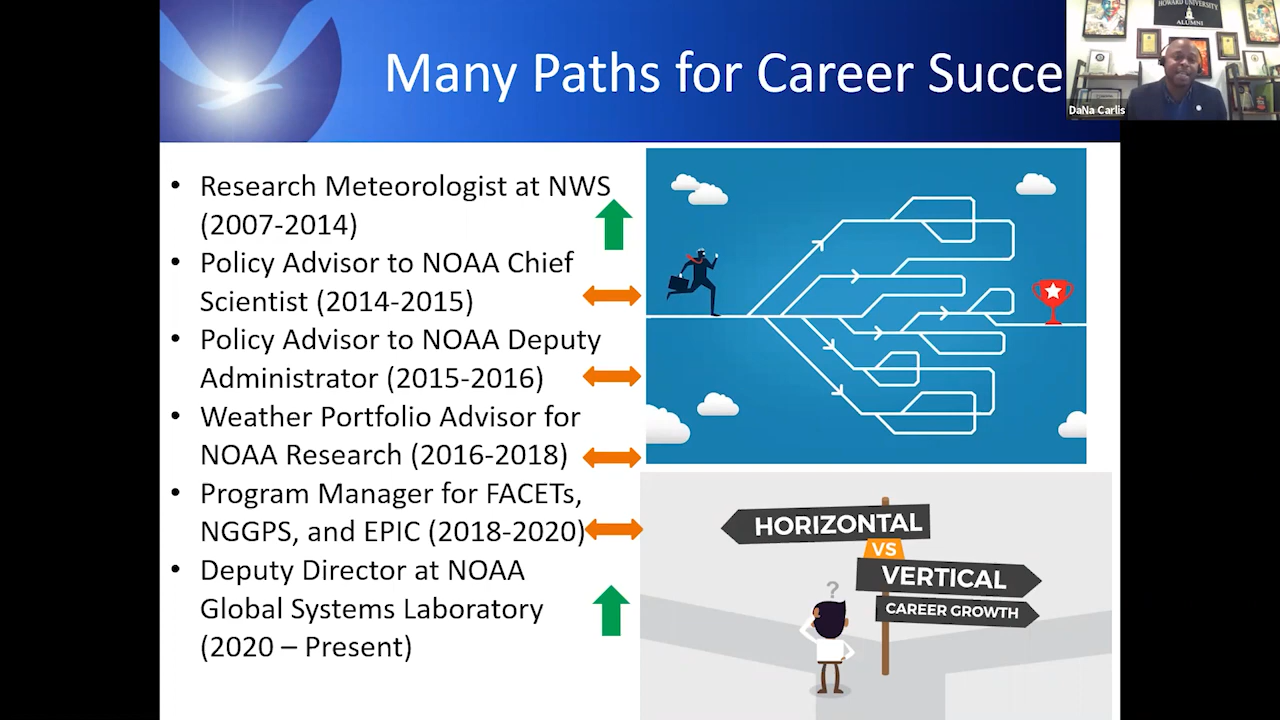 Many Paths for Career Succe
HOWARD UNIVERSITY
ALUMNI
DaNa Carlis
• Research Meteorologist at NWS
(2007-2014)
• Policy Advisor to NOAA Chief
Scientist (2014-2015)
• Policy Advisor to NOAA Deputy
Administrator (2015-2016)
• Weather Portfolio Advisor for
NOAA Research (2016-2018)
• Program Manager for FACETs,
NGGPS, and EPIC (2018-2020)
• Deputy Director at NOAA
Global Systems Laboratory
(2020 – Present)
HORIZONTAL
VS
VERTICAL
CAREER GROWTH
?